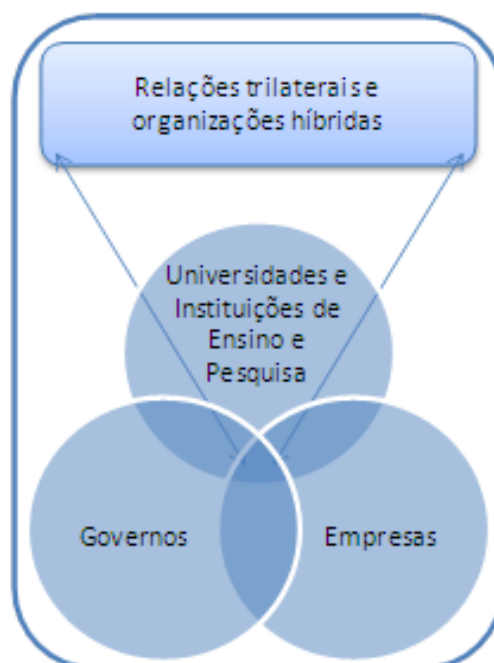 Relações trilaterais e
organizações híbridas
Universidades e
Instituições de
Ensino e
Pesquisa
Governos
Empresas